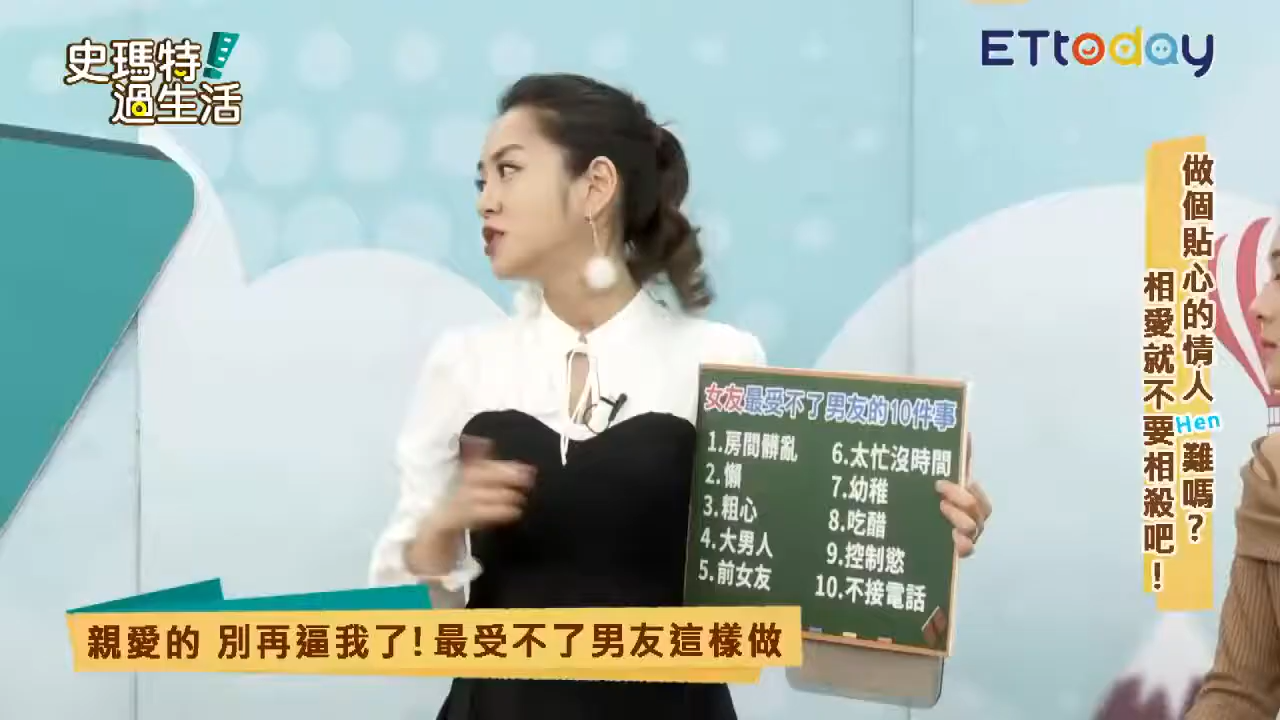 史瑪特!
過生活
ETtoday
做個貼心的情人Hen難嗎?
相愛就不要相殺吧!
女友最受不了男友的10件事
1.房間髒亂
2.懶
3.粗心
4.大男人
5.前女友
6.太忙沒時間
7.幼稚
8.吃醋
9.控制慾
10.不接電話
親愛的 別再逼我了!最受不了男友這樣做